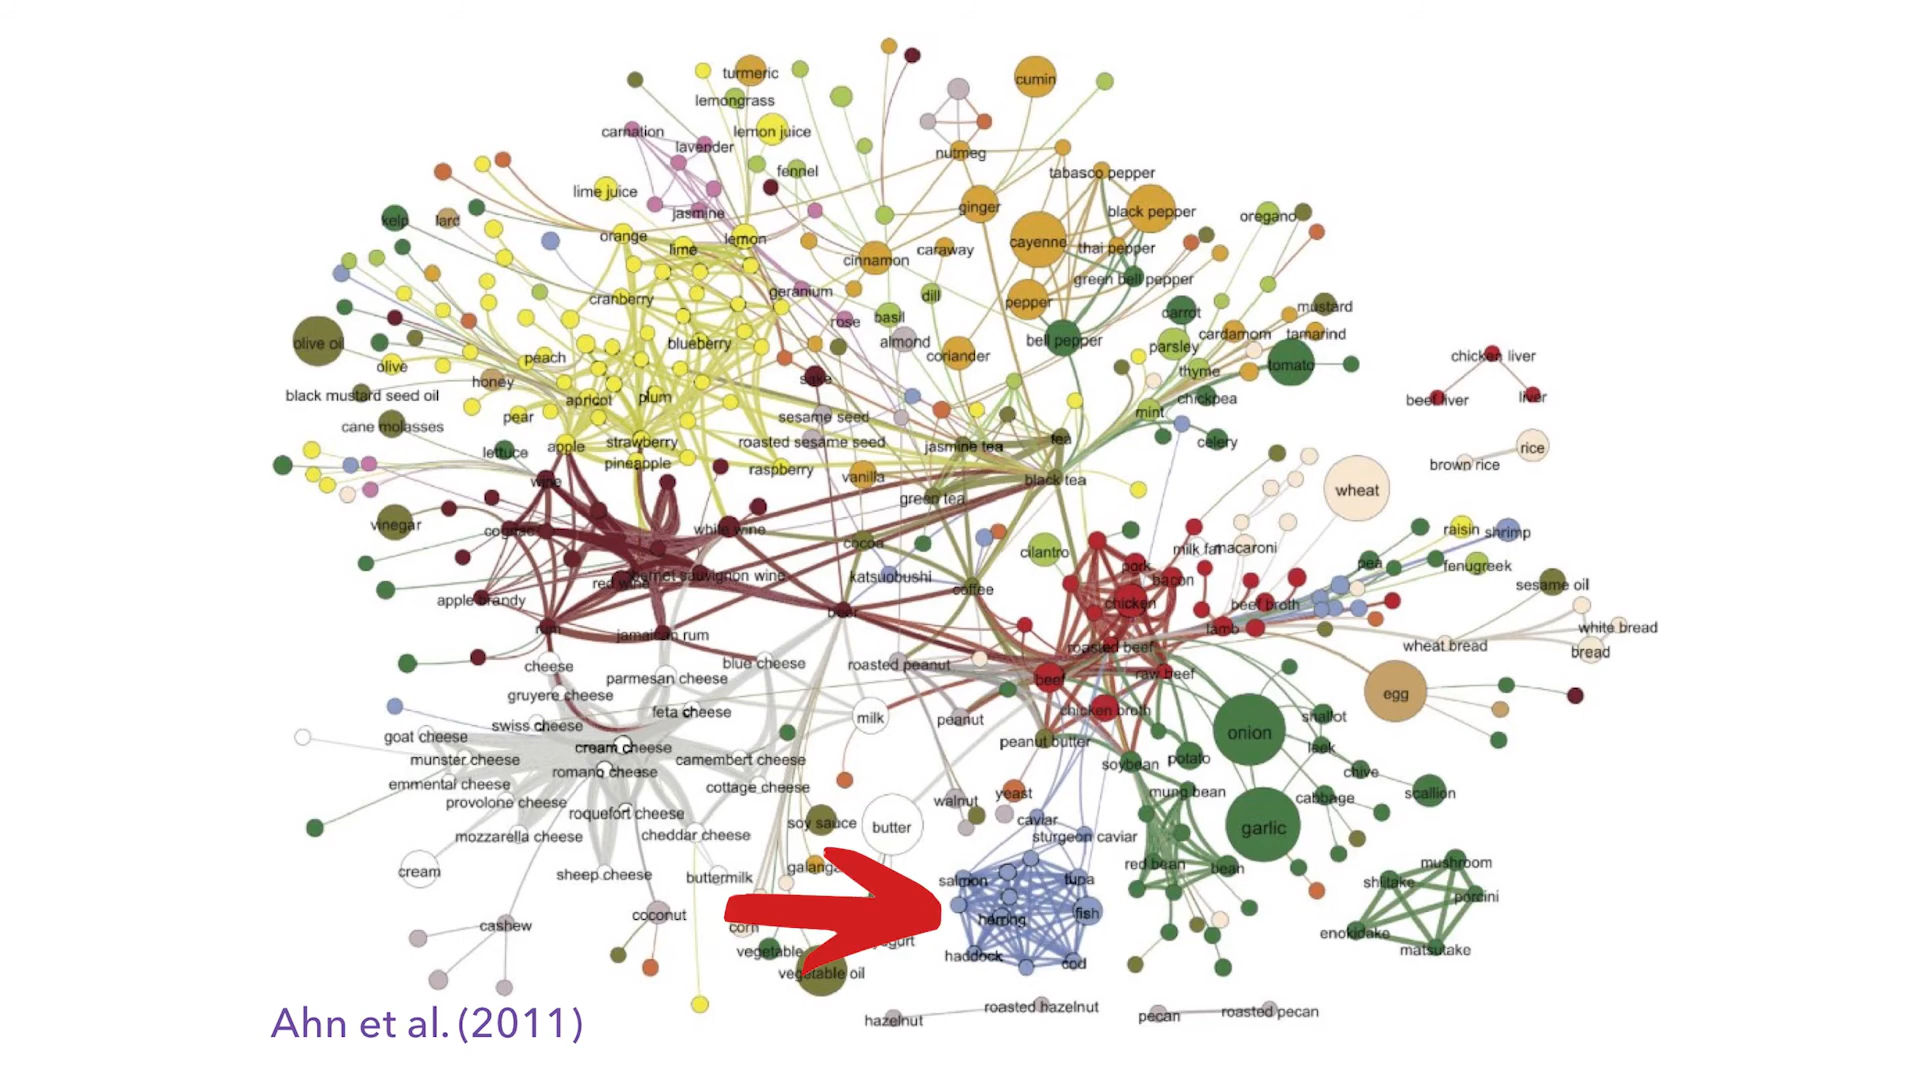 turmeric
cumin
lemongrass
carnation
lemon juice
lavender
nutmeg
fennel
tabasco pepper
lime juice
ginger
black pepper
jasmine
kelp
lard
oregano
orange
lemon
cayenne
thai pepper
lime
caraway
cinnamon
green bell pepper
geranium
cranberry
dill
pepper
mustard
carrot
rose
basil
cardamom
tamarind
olive oil
blueberry
almond
bell pepper
parsley
peach
coriander
chicken liver
olive
thyme
tomato
honey
sake
black mustard seed oil
apricot
plum
chickpea
beef liver
liver
pear
sesame seed
mint
cane molasses
apple
strawberry
roasted sesame seed
jasmine tea
tea
celery
lettuce
rice
pineapple
raspberry
brown rice
wine
vanilla
black tea
green tea
wheat
vinegar
cognac
white wine
raisin
shrimp
cocoa
cilantro
milk fat
macaroni
pork
pea
fenugreek
red wine
katsuobushi
bacon
sesame oil
coffee
apple brandy
chicken
beef broth
beer
rum
jamaican rum
lamb
white bread
roasted beef
wheat bread
bread
cheese
blue cheese
roasted peanut
parmesan cheese
beef
raw beef
gruyere cheese
egg
feta cheese
milk
peanut
chicken broth
shallot
swiss cheese
goat cheese
onion
cream cheese
peanut butter
leek
munster cheese
camembert cheese
soybean
potato
romano cheese
chive
emmental cheese
cottage cheese
mung bean
yeast
scallion
provolone cheese
walnut
cabbage
roquefort cheese
caviar
soy sauce
butter
garlic
mozzarella cheese
cheddar cheese
sturgeon caviar
red bean
mushroom
cream
sheep cheese
buttermilk
galanga
salmon
tuna
bean
shiitake
porcini
coconut
fish
cashew
corn
herring
enokidake
vegetable
matsutake
haddock
cod
vegetable oil
roasted hazelnut
hazelnut
pecan
roasted pecan
Ahn et al. (2011)